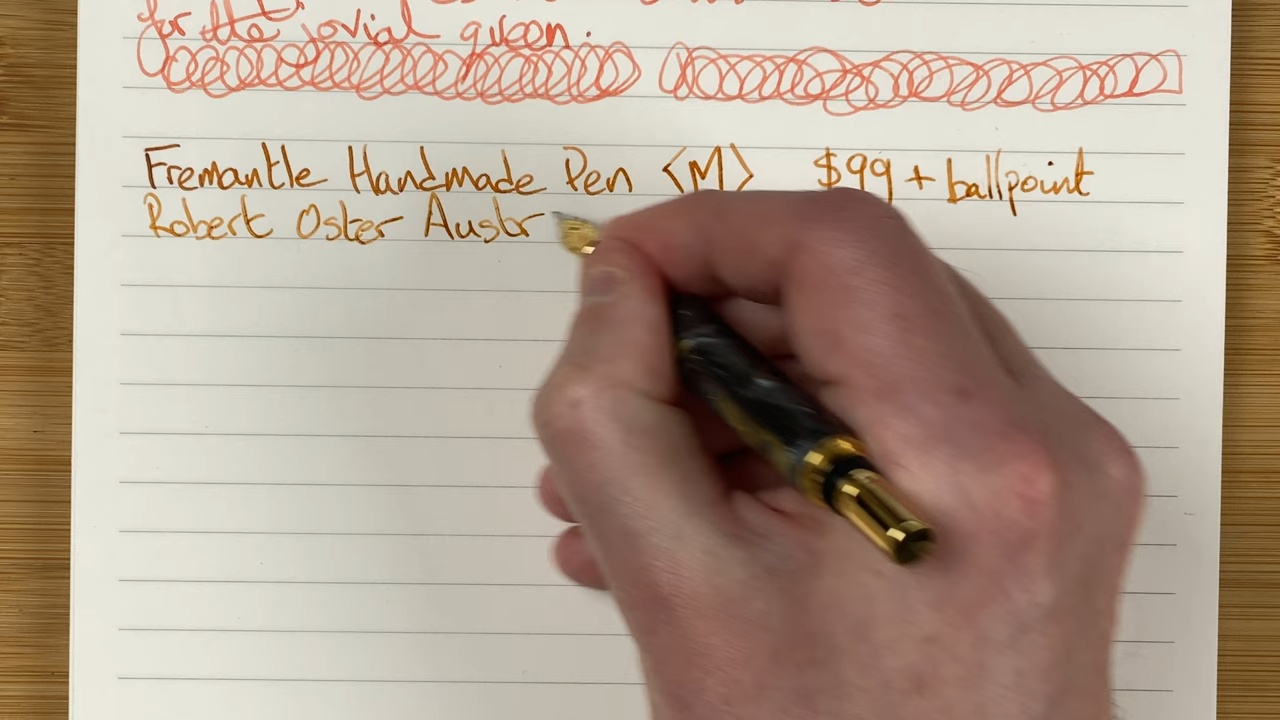 for the jovial queen.
Fremantle Handmade Pen <M> $99 + ballpoint
Robert Oster Austr